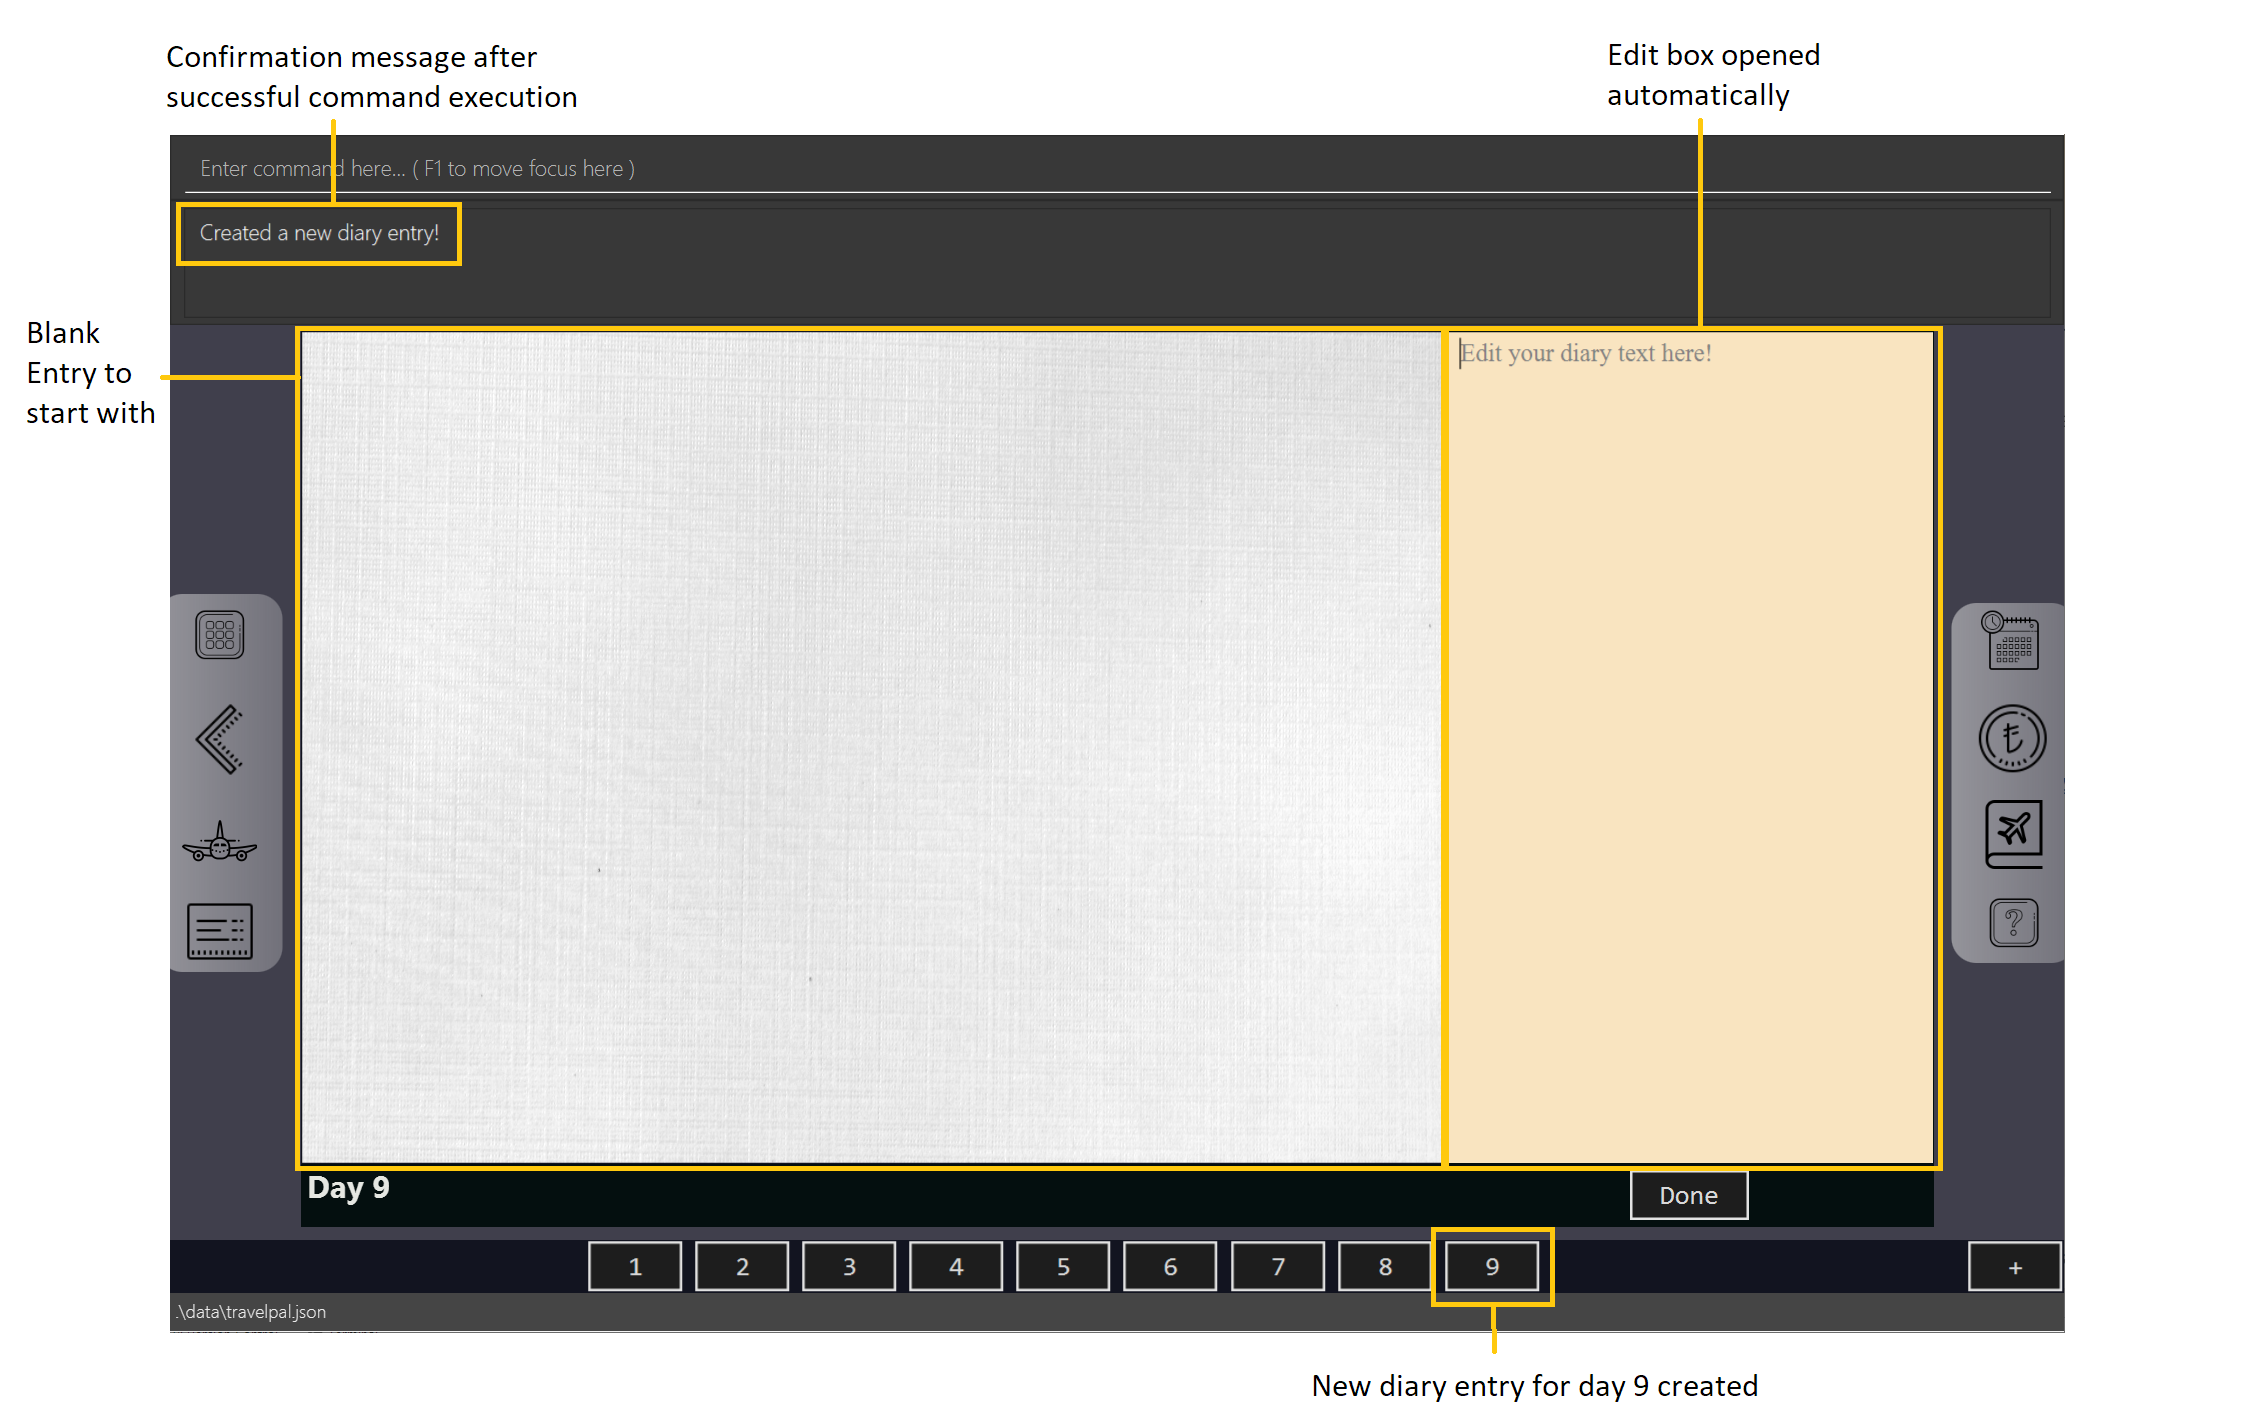 Confirmation message after
successful command execution
Edit box opened
automatically
Enter command here... ( F1 to move focus here )
Created a new diary entry!
Blank
Entry to
start with
Edit your diary text here!
Day 9
Done
1 2 3 4 5 6 7 8 9 +
.\data\travelpal.json
New diary entry for day 9 created